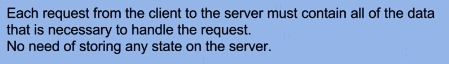 Each request from the client to the server must contain all of the data
that is necessary to handle the request.
No need of storing any state on the server.